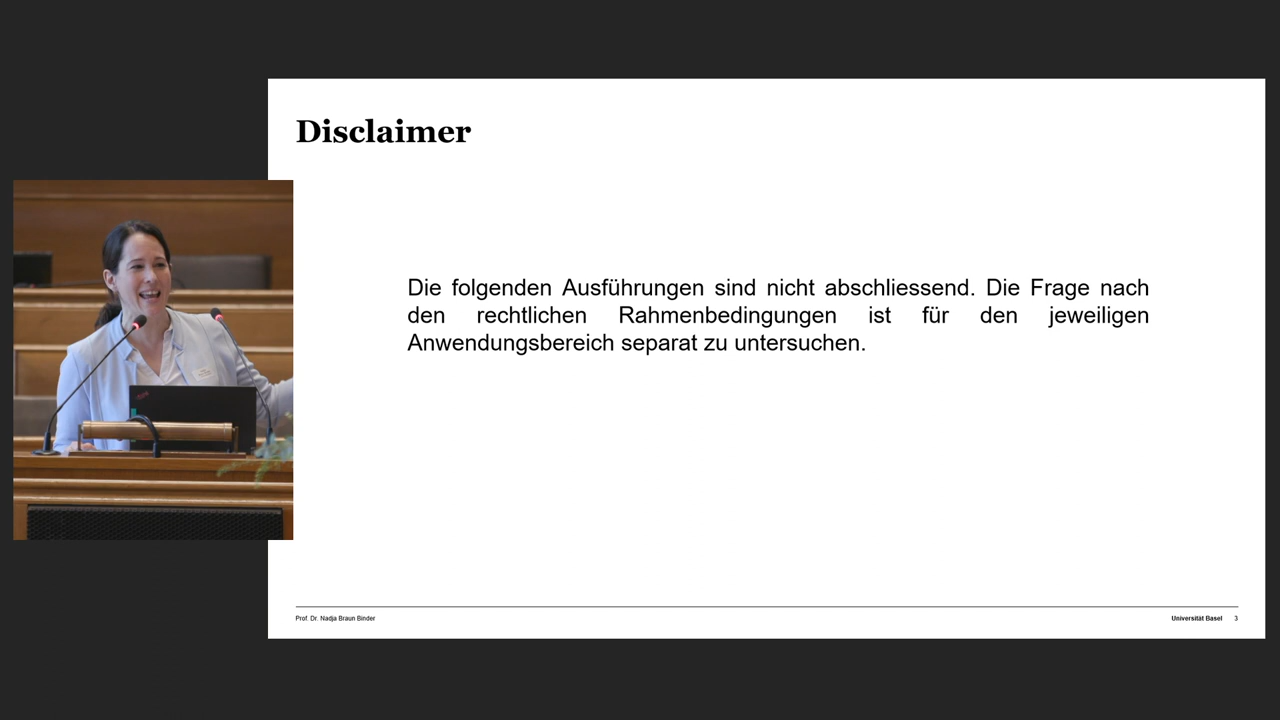 Disclaimer
Die folgenden Ausführungen sind nicht abschliessend. Die Frage nach
den rechtlichen Rahmenbedingungen ist für den jeweiligen
Anwendungsbereich separat zu untersuchen.
Prof. Dr. Nadja Braun Binder
Universität Basel 3